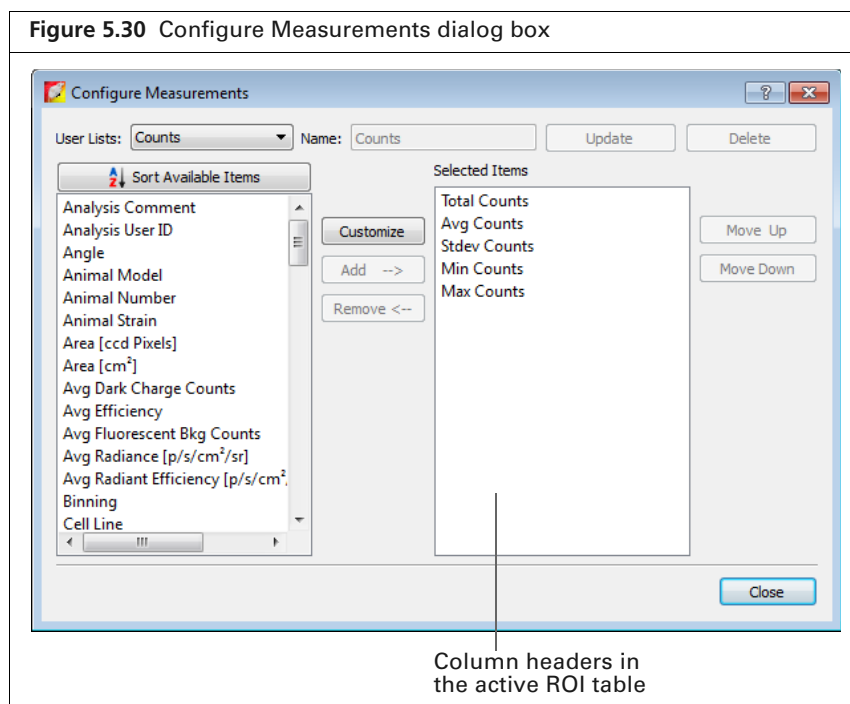 Figure 5.30 Configure Measurements dialog box
Configure Measurements
User Lists: Counts Name: Counts Update Delete
Sort Available Items
Analysis Comment
Analysis User ID
Angle
Animal Model
Animal Number
Animal Strain
Area [ccd Pixels]
Area [cm²]
Avg Dark Charge Counts
Avg Efficiency
Avg Fluorescent Bkg Counts
Avg Radiance [p/s/cm²/sr]
Avg Radiant Efficiency [p/s/cm²,
Binning
Cell Line
Customize
Add -->
Remove <--
Selected Items
Total Counts
Avg Counts
Stdev Counts
Min Counts
Max Counts
Move Up
Move Down
Close
Column headers in
the active ROI table